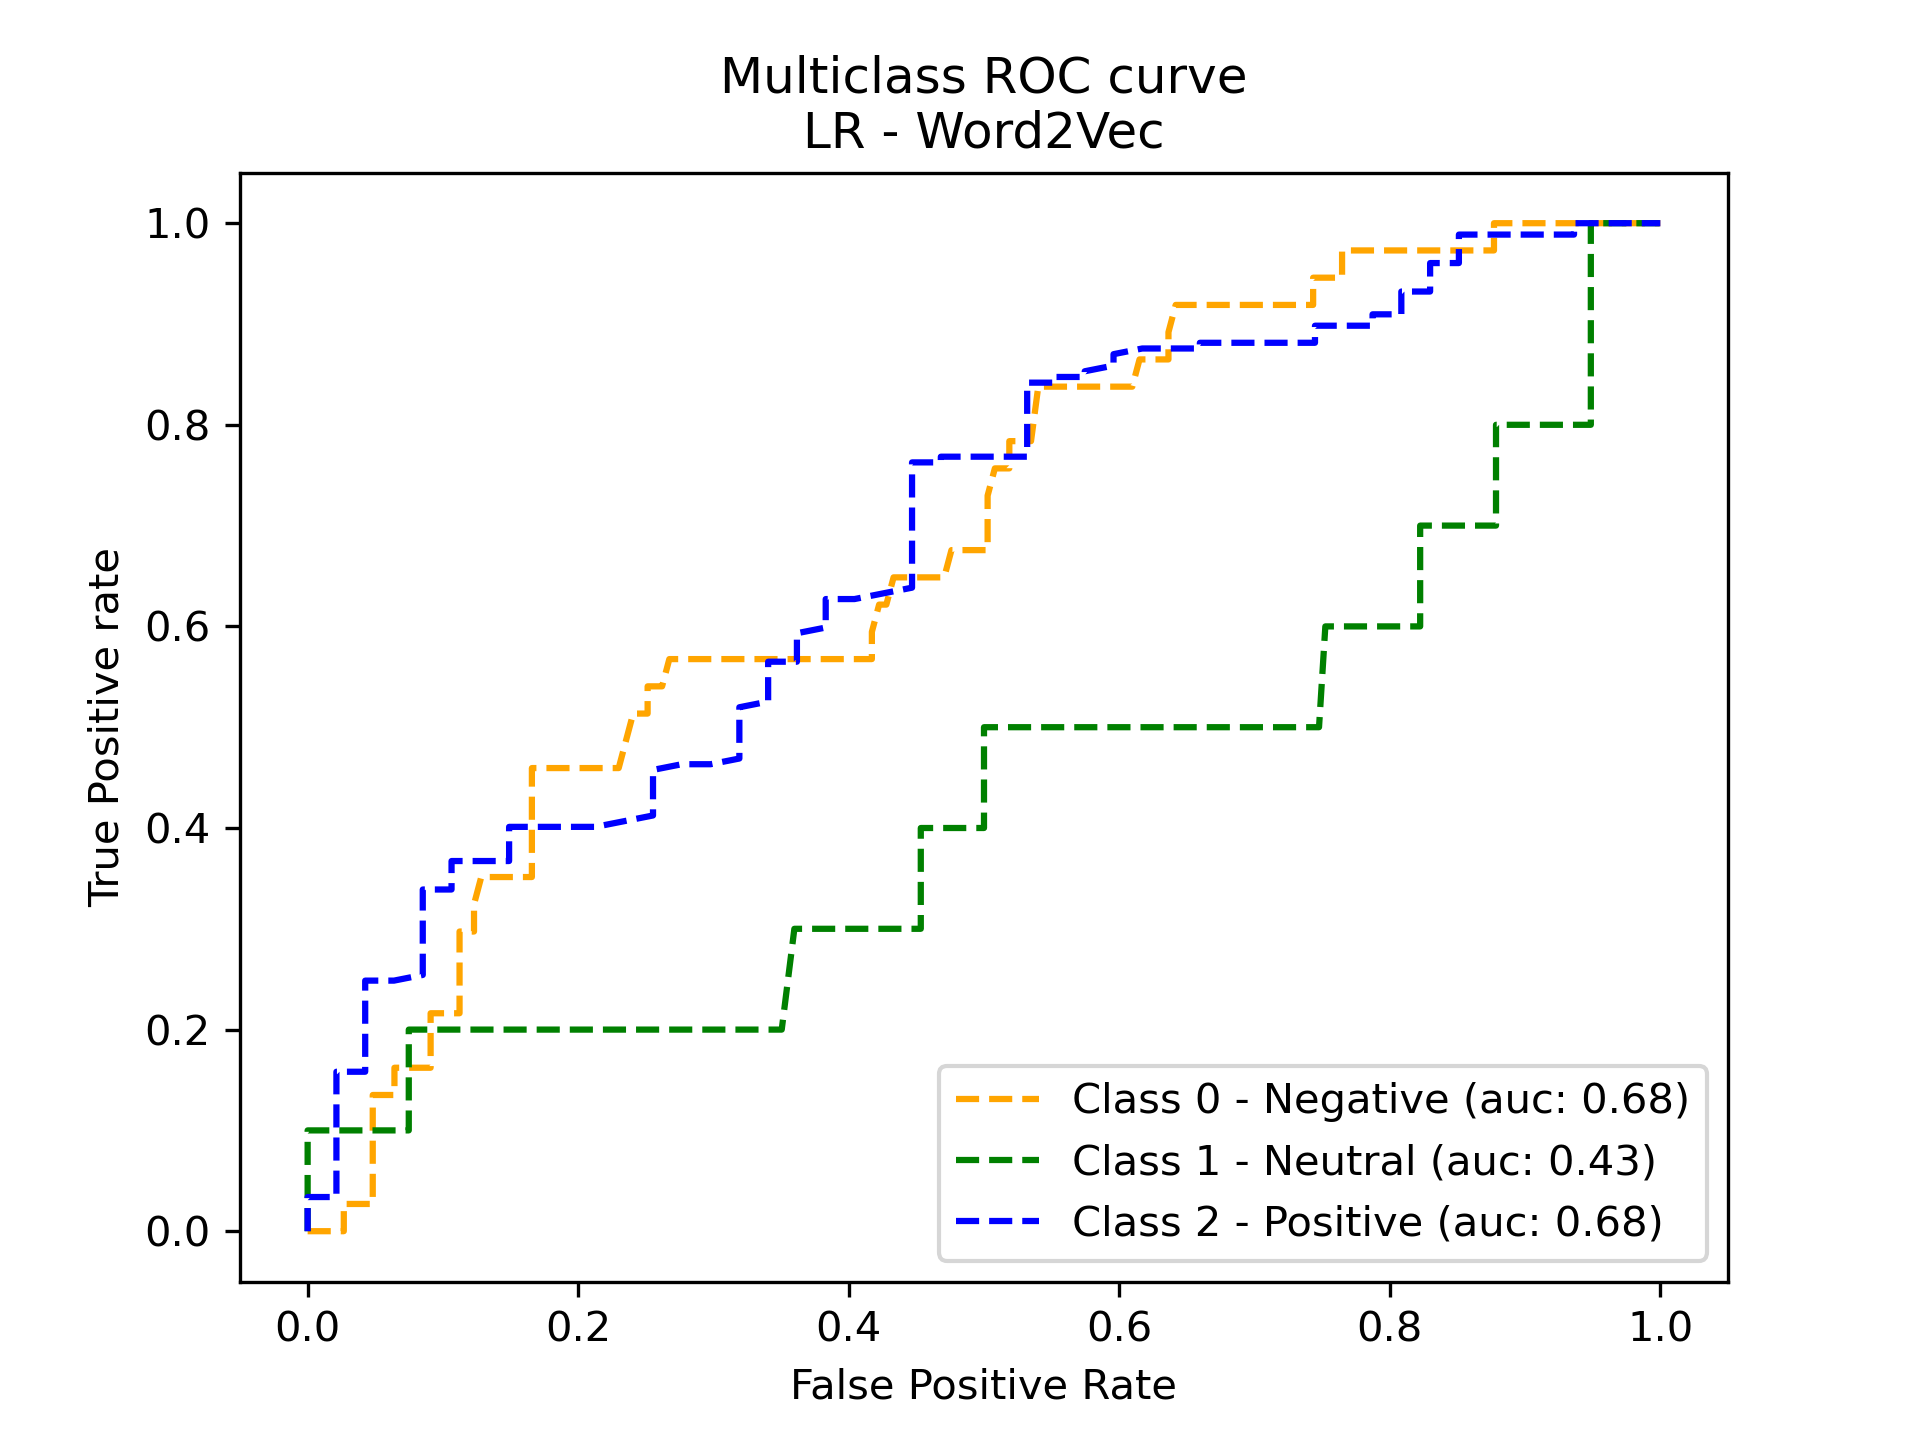 Multiclass ROC curve
LR - Word2Vec
True Positive rate
1.0
0.8
0.6
0.4
0.2
0.0
Class 0 - Negative (auc: 0.68)
Class 1 - Neutral (auc: 0.43)
Class 2 - Positive (auc: 0.68)
0.0 0.2 0.4 0.6 0.8 1.0
False Positive Rate